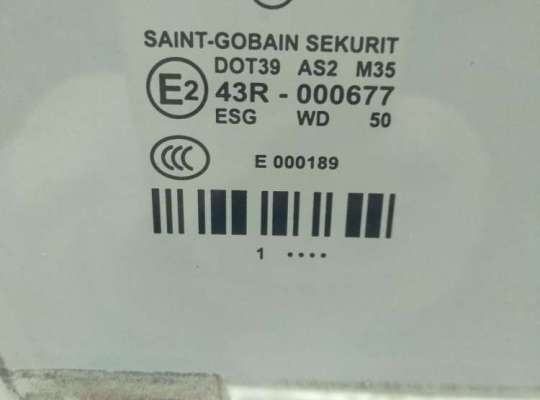 SAINT-GOBAIN SEKURIT
DOT39 AS2 M35
E2 43R - 000677
ESG WD 50
CCC E 000189
1 ....